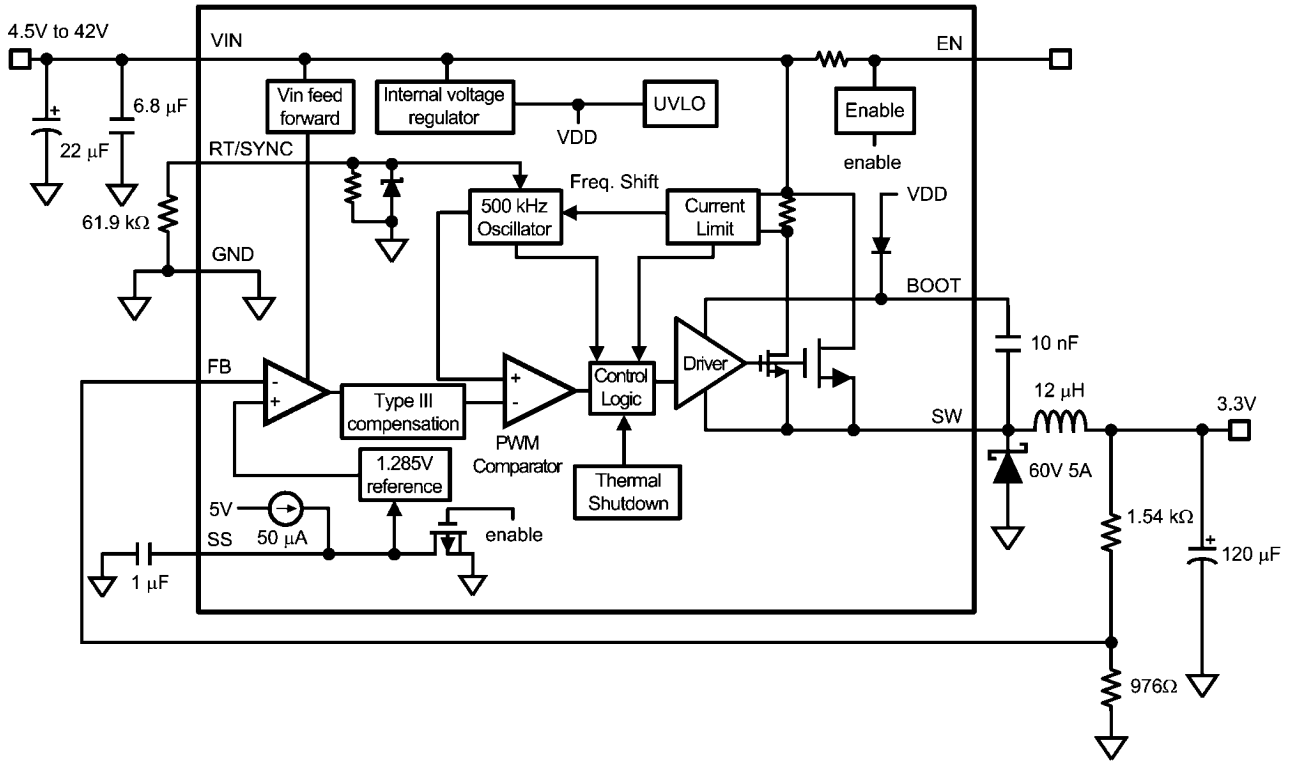 4.5V to 42V
VIN
EN
6.8 μF
22 μF
Vin feed
forward
Internal voltage
regulator
UVLO
VDD
Enable
enable
RT/SYNC
61.9 kΩ
GND
500 kHz
Oscillator
Freq. Shift
Current
Limit
VDD
BOOT
10 nF
FB
-
+
Type III
compensation
+
-
PWM
Comparator
Control
Logic
Driver
SW
12 μH
3.3V
60V 5A
1.285V
reference
Thermal
Shutdown
5V
50 μA
SS
enable
1 μF
1.54 kΩ
+
120 μF
976Ω
+